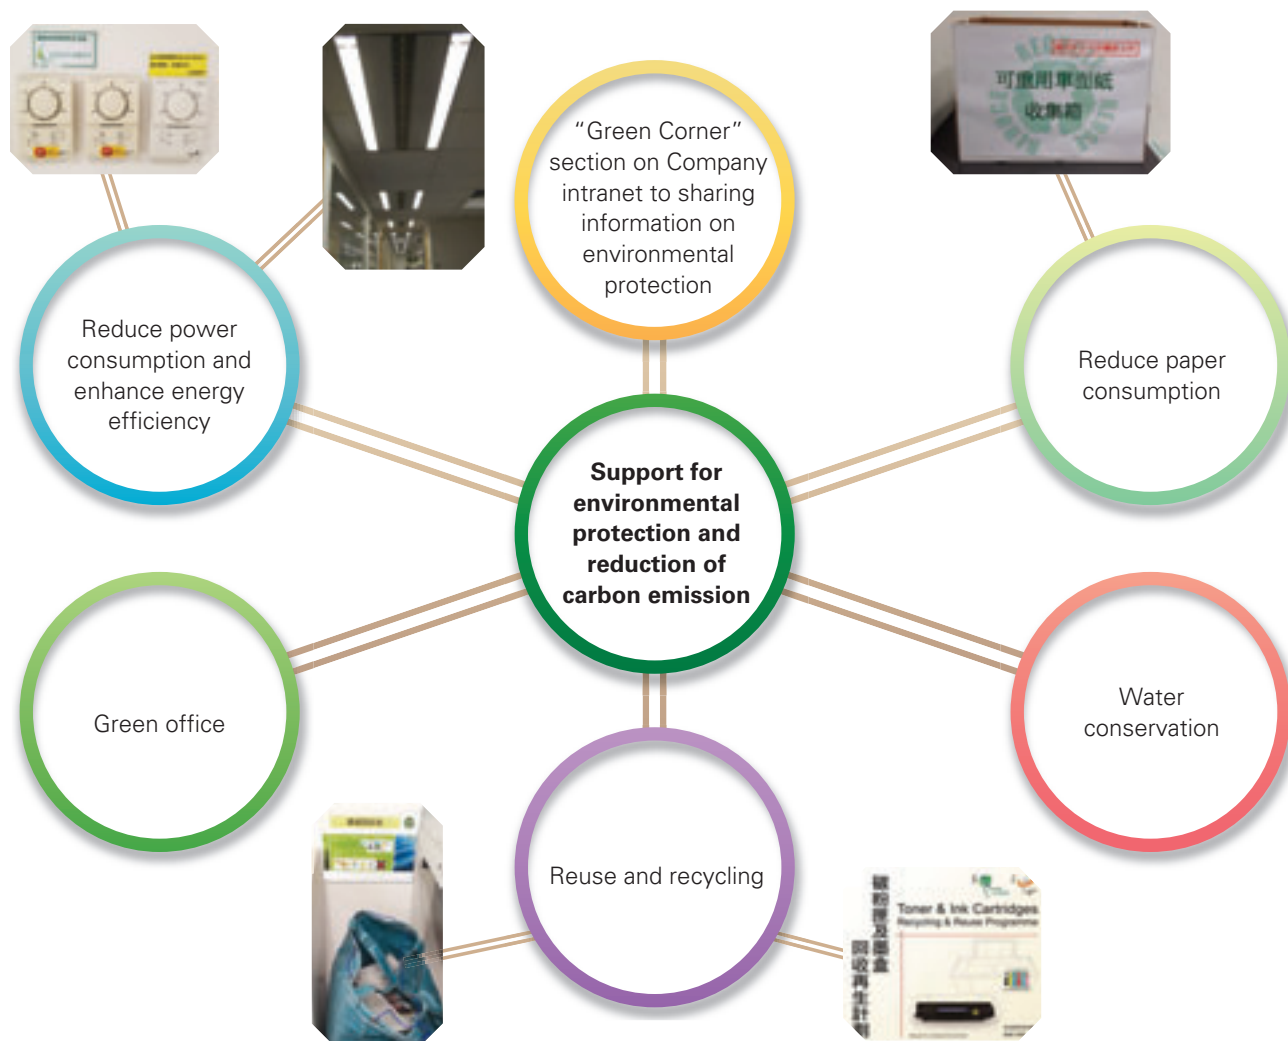 可重用單面紙
收集箱
“Green Corner”
section on Company
intranet to sharing
information on
environmental
protection
Reduce power
consumption and
enhance energy
efficiency
Reduce paper
consumption
Support for
environmental
protection and
reduction of
carbon emission
Green office
Water
conservation
Reuse and recycling
碳粉匣及墨盒
回收再生計劃
Toner & Ink Cartridges
Recycling & Reuse Programme